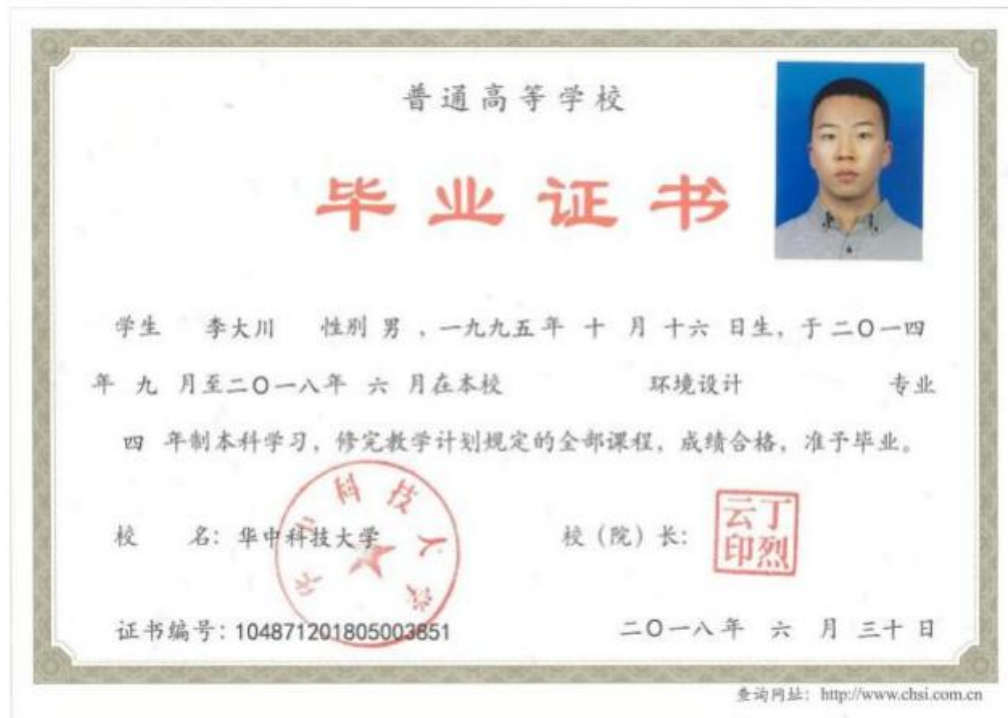 普通高等学校
毕业证书
学生 李大川 性别 男 ，一九九五年 十 月 十六 日生，于二〇一四
年 九 月至二〇一八年 六 月在本校 环境设计 专业
四 年制本科学习，修完教学计划规定的全部课程，成绩合格，准予毕业。
校 名：华中科技大学 校（院）长：
丁烈云印
证书编号：104871201805003851 二〇一八年 六 月 三十 日
查询网址：http://www.chsi.com.cn